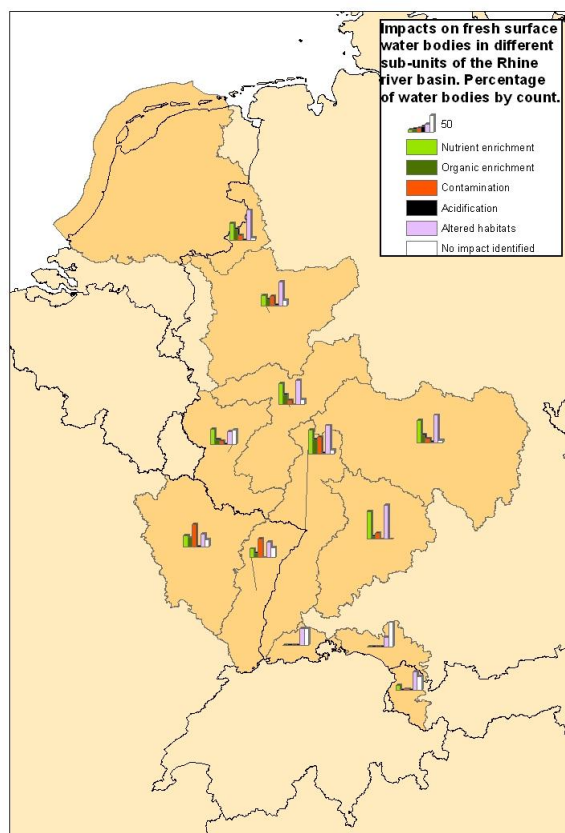 Impacts on fresh surface
water bodies in different
sub-units of the Rhine
river basin. Percentage
of water bodies by count.
50
Nutrient enrichment
Organic enrichment
Contamination
Acidification
Altered habitats
No impact identified